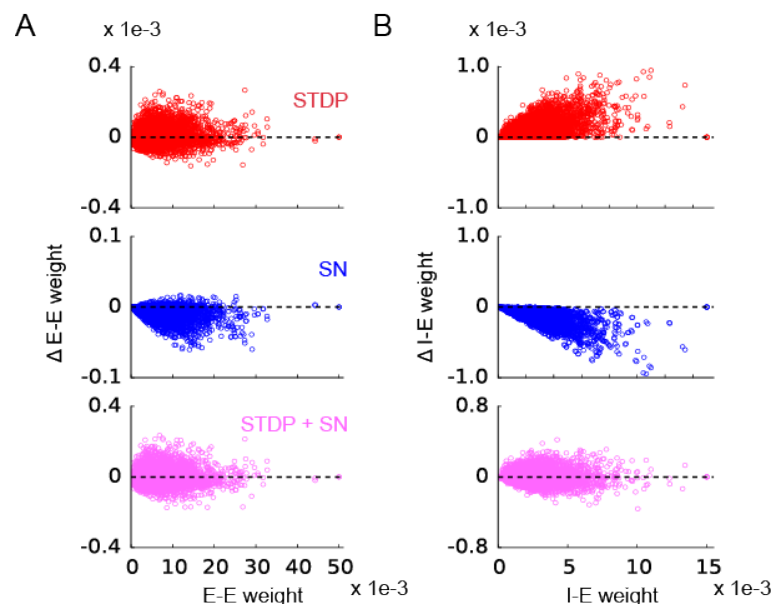 A
x 1e-3
B
x 1e-3
0.4
0
-0.4
STDP
1.0
0
-1.0
Δ E-E weight
0.1
0
-0.1
SN
Δ I-E weight
1.0
0
-1.0
0.4
0
-0.4
STDP + SN
0.8
0
-0.8
0 10 20 30 40 50
E-E weight
x 1e-3
0 5 10 15
I-E weight
x 1e-3